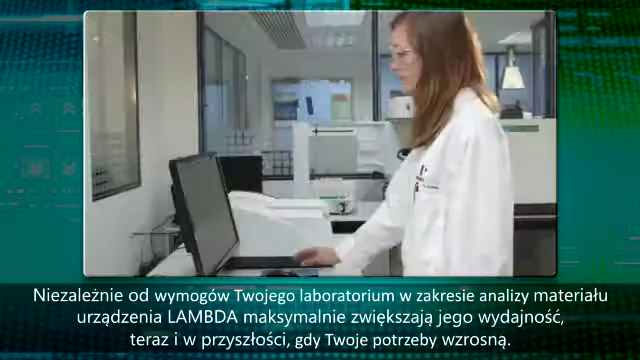 Niezależnie od wymogów Twojego laboratorium w zakresie analizy materiału
urządzenia LAMBDA maksymalnie zwiększają jego wydajność,
teraz i w przyszłości, gdy Twoje potrzeby wzrosną.